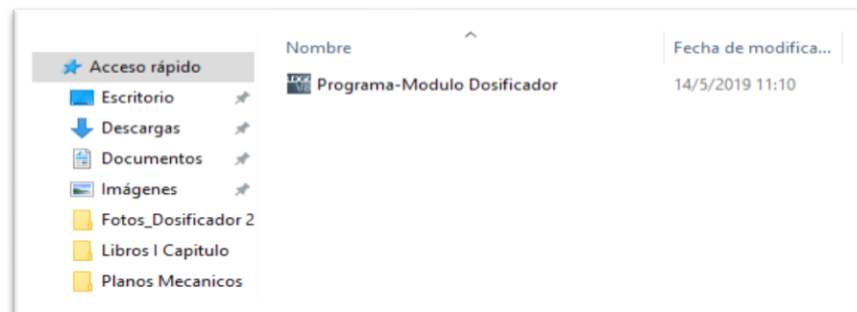 Nombre
Fecha de modifica...
Acceso rápido
Escritorio
Descargas
Documentos
Imágenes
Fotos_Dosificador 2
Libros I Capitulo
Planos Mecanicos
Programa-Modulo Dosificador
14/5/2019 11:10